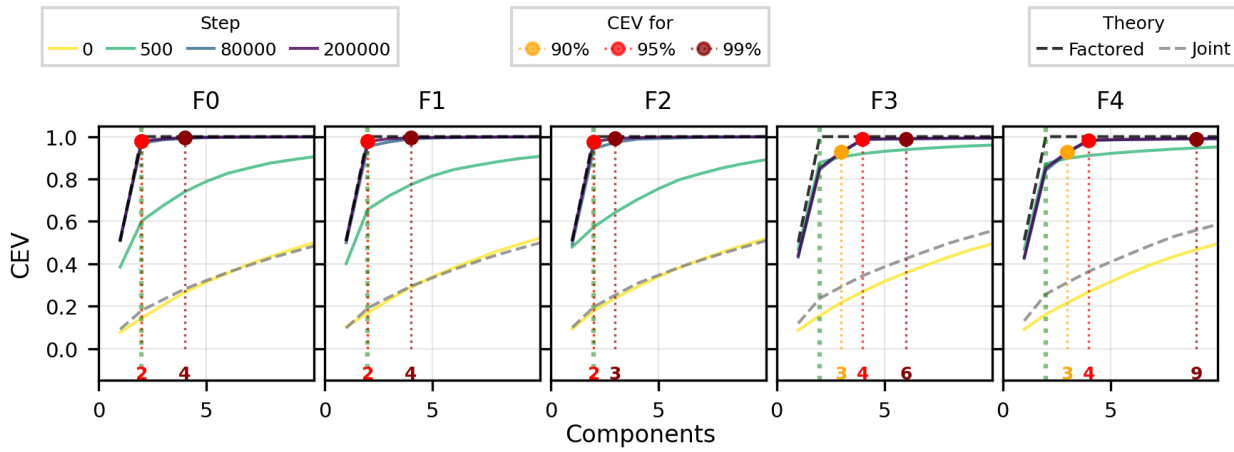 Step
0 500 80000 200000
CEV for
90% 95% 99%
Theory
Factored Joint
F0 F1 F2 F3 F4
CEV
1.0
0.8
0.6
0.4
0.2
0.0
2 4 2 4 2 3 3 4 6 3 4 9
0 5 0 5 0 5 0 5 0 5
Components